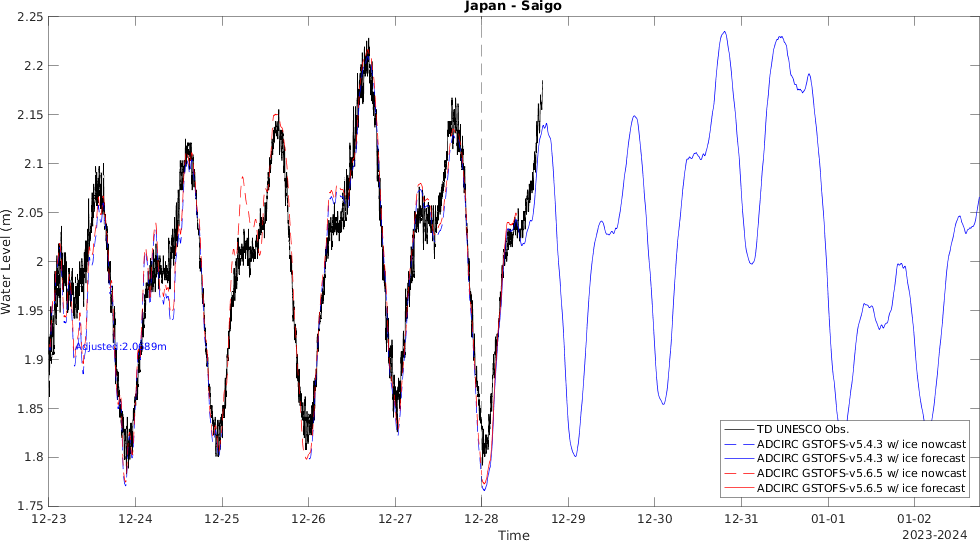 Japan - Saigo
2.25
2.2
2.15
2.1
2.05
2
1.95
1.9
1.85
1.8
1.75
Water Level (m)
Adjusted:2.0689m
TD UNESCO Obs.
ADCIRC GSTOFS-v5.4.3 w/ ice nowcast
ADCIRC GSTOFS-v5.4.3 w/ ice forecast
ADCIRC GSTOFS-v5.6.5 w/ ice nowcast
ADCIRC GSTOFS-v5.6.5 w/ ice forecast
12-23 12-24 12-25 12-26 12-27 12-28 12-29 12-30 12-31 01-01 01-02
Time
2023-2024